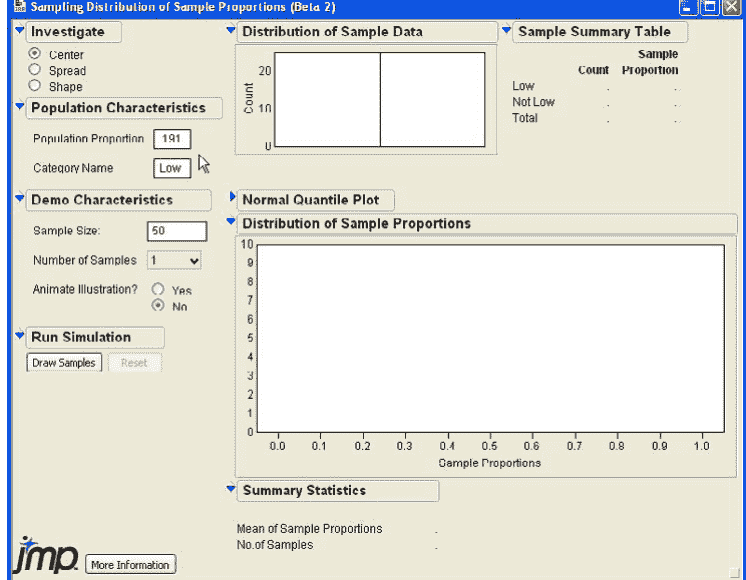 Sampling Distribution of Sample Proportions (Beta 2)
Investigate
Center
Spread
Shape
Population Characteristics
Population Proportion 191
Category Name Low
Demo Characteristics
Sample Size: 50
Number of Samples 1
Animate Illustration? Yes
No
Run Simulation
Draw Samples Reset
Distribution of Sample Data
Count
20
10
0
Sample Summary Table
Sample
Count Proportion
Low . .
Not Low . .
Total . .
Normal Quantile Plot
Distribution of Sample Proportions
10
9
8
7
6
5
4
3
2
1
0
0.0 0.1 0.2 0.3 0.4 0.5 0.6 0.7 0.8 0.9 1.0
Sample Proportions
Summary Statistics
Mean of Sample Proportions .
No.of Samples .
jmp. More Information